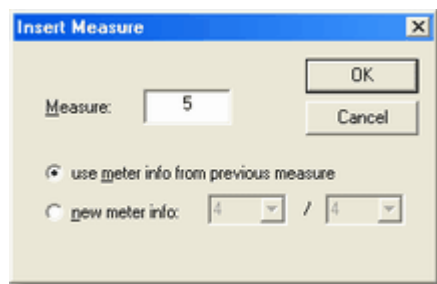 Insert Measure
OK
Measure: 5
Cancel
use meter info from previous measure
new meter info: 4 / 4